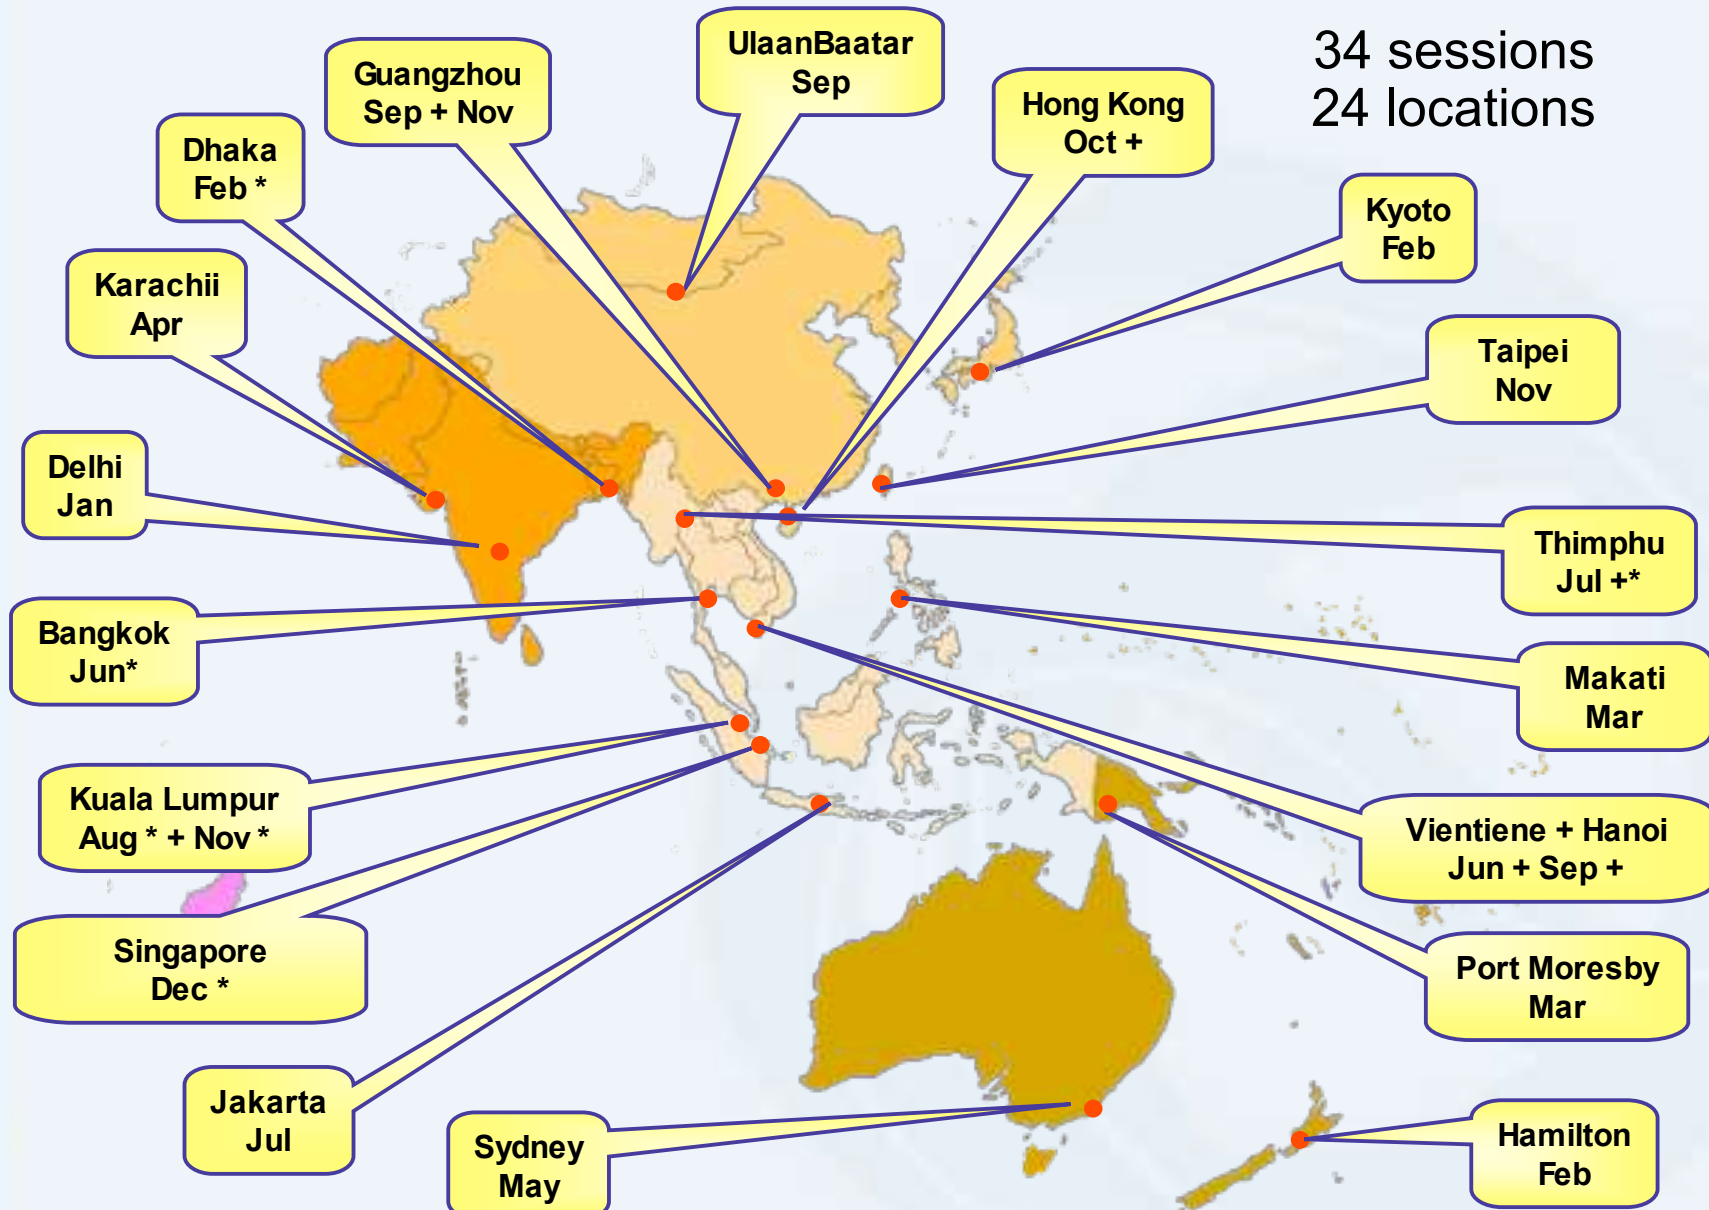 34 sessions
24 locations
UlaanBaatar
Sep
Guangzhou
Sep + Nov
Hong Kong
Oct +
Dhaka
Feb *
Kyoto
Feb
Karachii
Apr
Taipei
Nov
Delhi
Jan
Thimphu
Jul +*
Bangkok
Jun*
Makati
Mar
Kuala Lumpur
Aug * + Nov *
Vientiene + Hanoi
Jun + Sep +
Singapore
Dec *
Port Moresby
Mar
Jakarta
Jul
Sydney
May
Hamilton
Feb